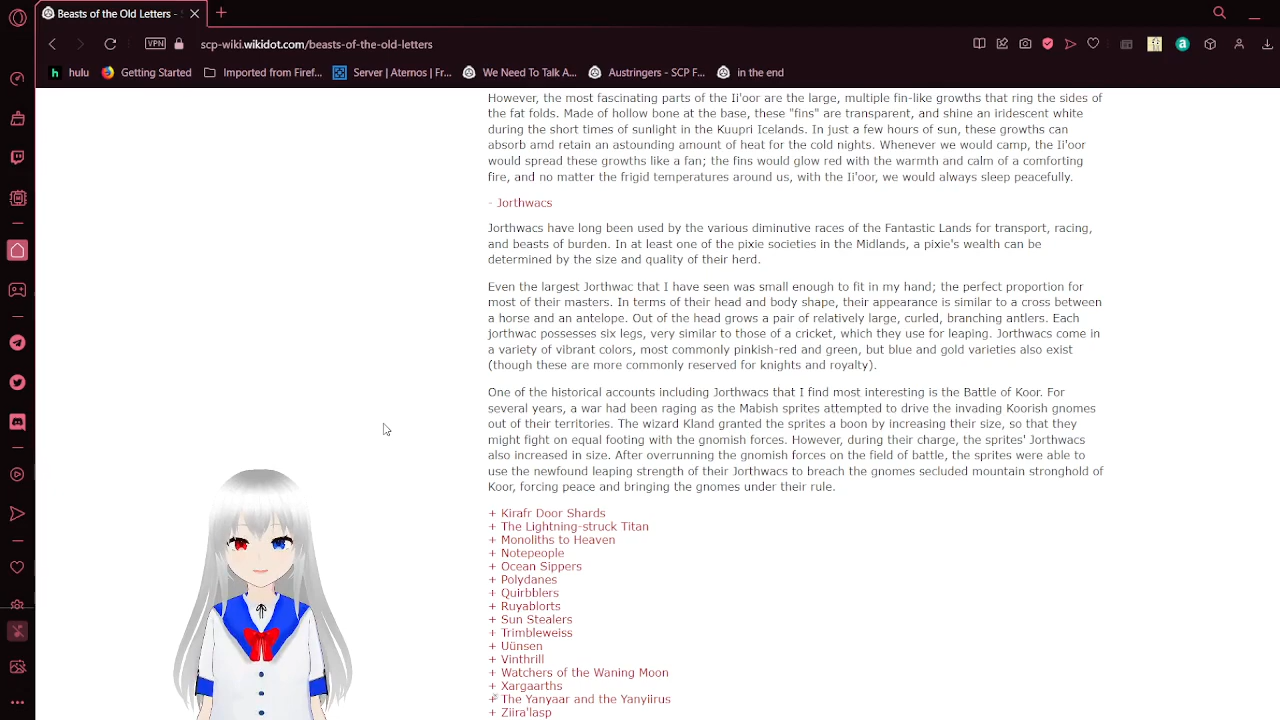 Beasts of the Old Letters -
VPN
scp-wiki.wikidot.com/beasts-of-the-old-letters
h hulu
Getting Started
Imported from Firef...
Server | Aternos | Fr...
We Need To Talk A...
Austringers - SCP F...
in the end
However, the most fascinating parts of the Ii'oor are the large, multiple fin-like growths that ring the sides of
the fat folds. Made of hollow bone at the base, these "fins" are transparent, and shine an iridescent white
during the short times of sunlight in the Kuupri Icelands. In just a few hours of sun, these growths can
absorb amd retain an astounding amount of heat for the cold nights. Whenever we would camp, the Ii'oor
would spread these growths like a fan; the fins would glow red with the warmth and calm of a comforting
fire, and no matter the frigid temperatures around us, with the Ii'oor, we would always sleep peacefully.
- Jorthwacs
Jorthwacs have long been used by the various diminutive races of the Fantastic Lands for transport, racing,
and beasts of burden. In at least one of the pixie societies in the Midlands, a pixie's wealth can be
determined by the size and quality of their herd.
Even the largest Jorthwac that I have seen was small enough to fit in my hand; the perfect proportion for
most of their masters. In terms of their head and body shape, their appearance is similar to a cross between
a horse and an antelope. Out of the head grows a pair of relatively large, curled, branching antlers. Each
jorthwac possesses six legs, very similar to those of a cricket, which they use for leaping. Jorthwacs come in
a variety of vibrant colors, most commonly pinkish-red and green, but blue and gold varieties also exist
(though these are more commonly reserved for knights and royalty).
One of the historical accounts including Jorthwacs that I find most interesting is the Battle of Koor. For
several years, a war had been raging as the Mabish sprites attempted to drive the invading Koorish gnomes
out of their territories. The wizard Kland granted the sprites a boon by increasing their size, so that they
might fight on equal footing with the gnomish forces. However, during their charge, the sprites' Jorthwacs
also increased in size. After overrunning the gnomish forces on the field of battle, the sprites were able to
use the newfound leaping strength of their Jorthwacs to breach the gnomes secluded mountain stronghold of
Koor, forcing peace and bringing the gnomes under their rule.
+ Kirafr Door Shards
+ The Lightning-struck Titan
+ Monoliths to Heaven
+ Notepeople
+ Ocean Sippers
+ Polydanes
+ Quirbblers
+ Ruyablorts
+ Sun Stealers
+ Trimbleweiss
+ Uünsen
+ Vinthrill
+ Watchers of the Waning Moon
+ Xargaarths
+ The Yanyaar and the Yanyiirus
+ Ziira'lasp